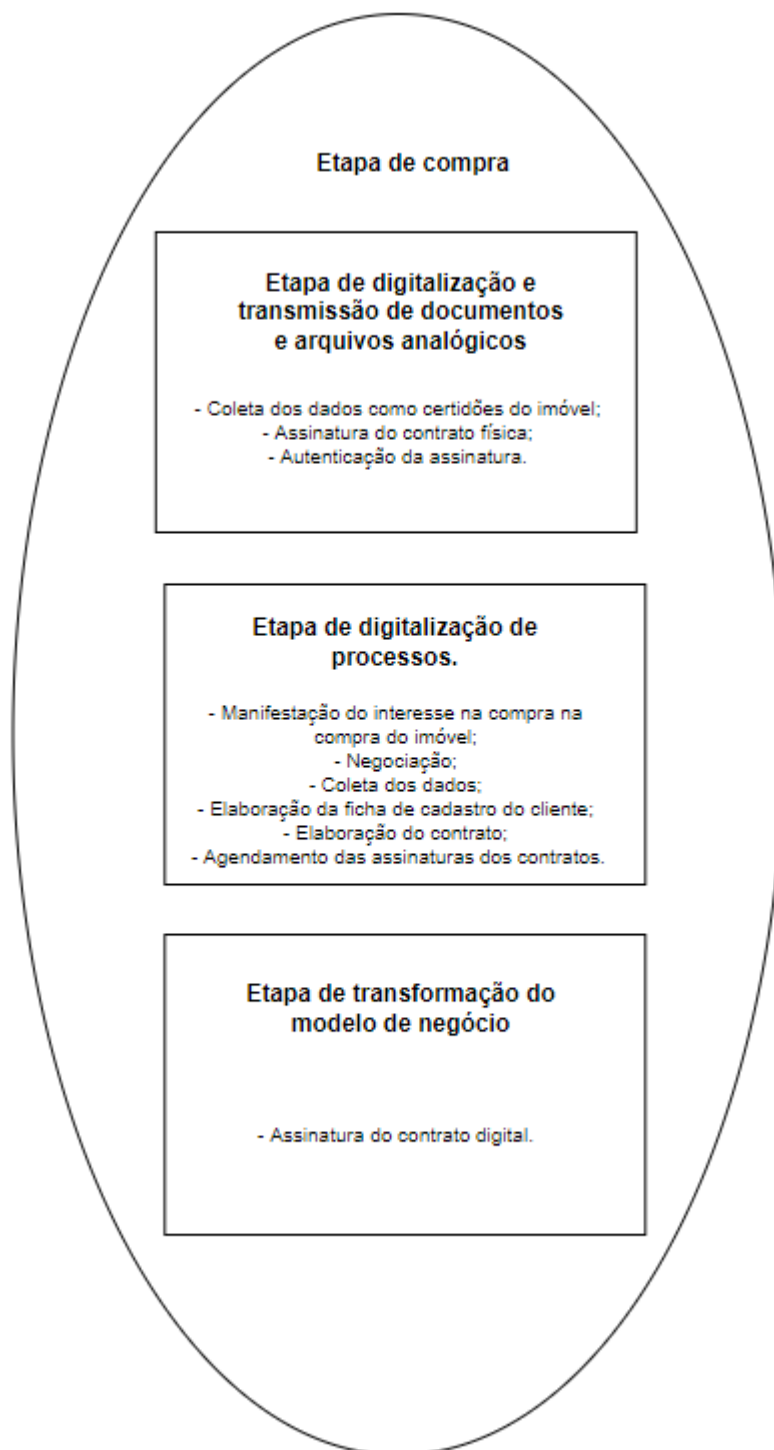 Etapa de compra
Etapa de digitalização e
transmissão de documentos
e arquivos analógicos
- Coleta dos dados como certidões do imóvel;
- Assinatura do contrato física;
- Autenticação da assinatura.
Etapa de digitalização de
processos.
- Manifestação do interesse na compra na
compra do imóvel;
- Negociação;
- Coleta dos dados;
- Elaboração da ficha de cadastro do cliente;
- Elaboração do contrato;
- Agendamento das assinaturas dos contratos.
Etapa de transformação do
modelo de negócio
- Assinatura do contrato digital.